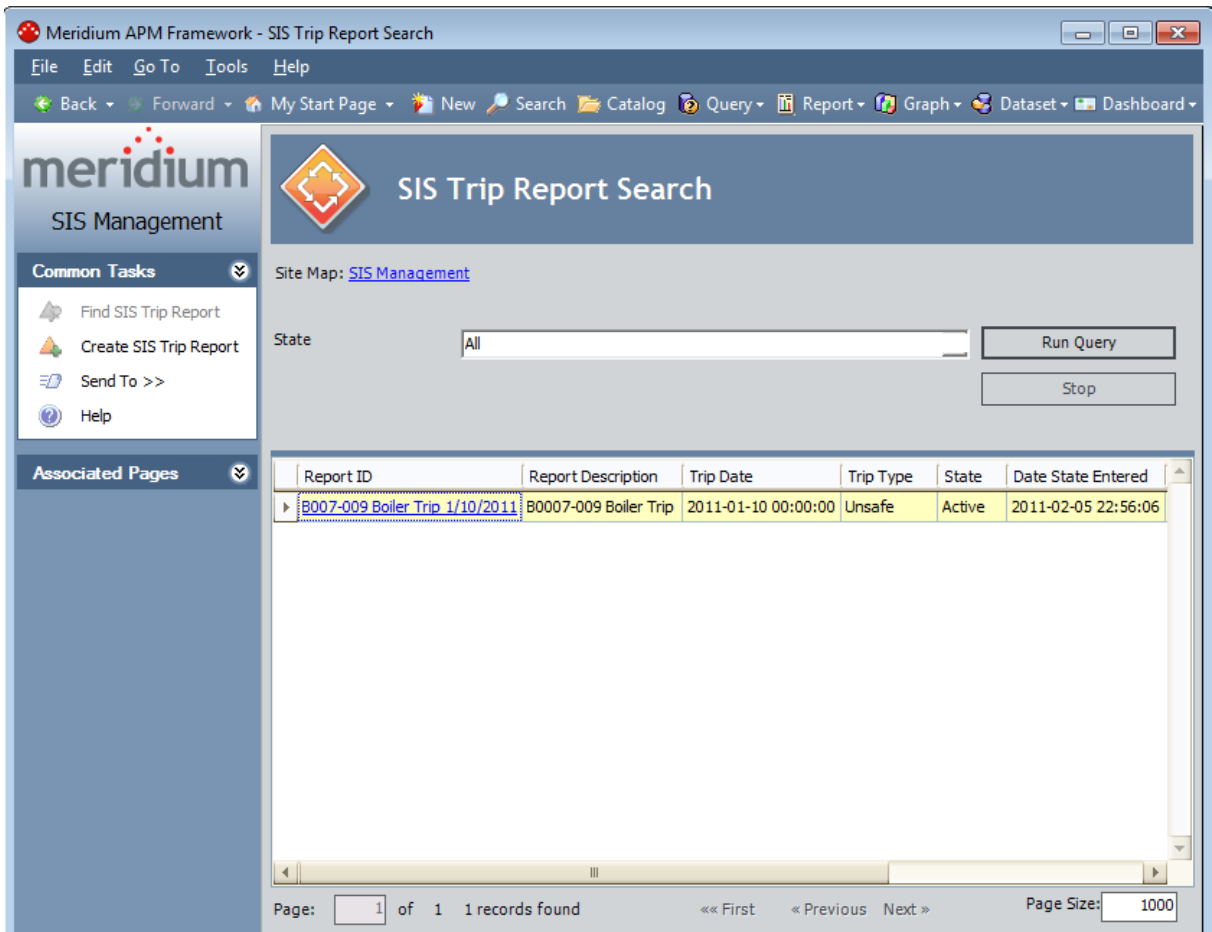 Meridium APM Framework - SIS Trip Report Search
File Edit Go To Tools Help
Back Forward My Start Page New Search Catalog Query Report Graph Dataset Dashboard
meridium
SIS Management
SIS Trip Report Search
Common Tasks
Find SIS Trip Report
Create SIS Trip Report
Send To >>
Help
Associated Pages
Site Map: SIS Management
State All Run Query
Stop
Report ID Report Description Trip Date Trip Type State Date State Entered
B007-009 Boiler Trip 1/10/2011 B0007-009 Boiler Trip 2011-01-10 00:00:00 Unsafe Active 2011-02-05 22:56:06
Page: 1 of 1 1 records found «« First « Previous Next » Page Size: 1000